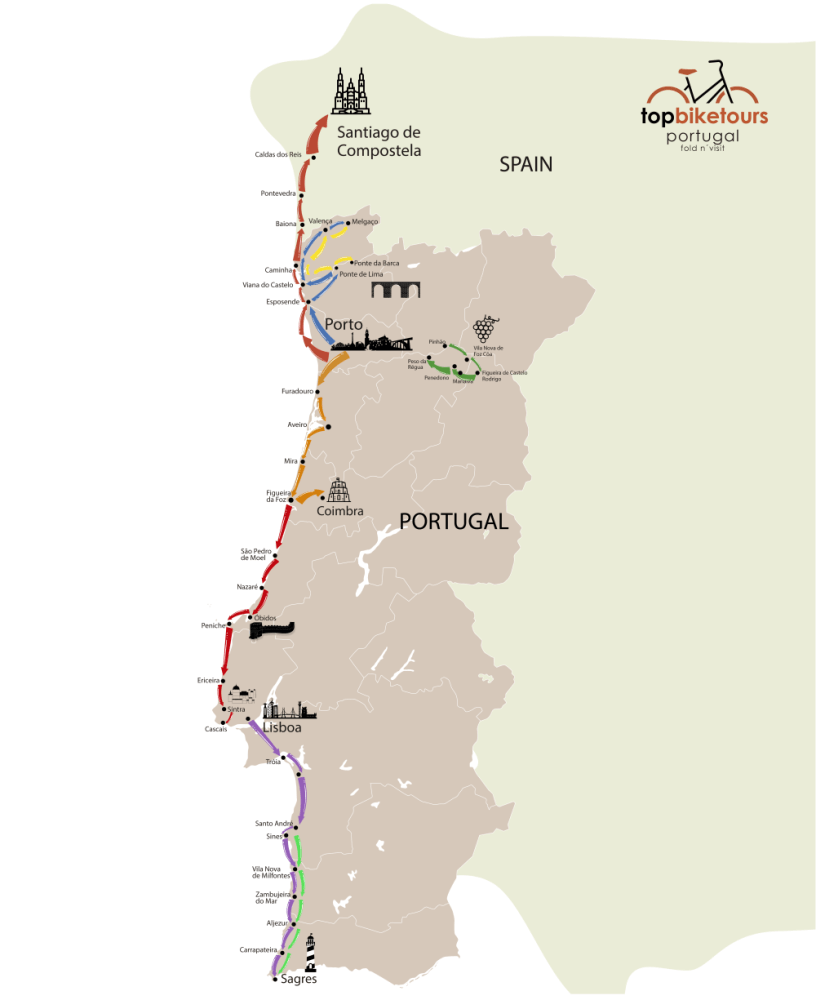 topbiketours
portugal
fold n´visit
Santiago de
Compostela
SPAIN
Caldas dos Reis
Pontevedra
Valença
Melgaço
Baiona
Ponte da Barca
Caminha
Ponte de Lima
Viana do Castelo
Esposende
Porto
Pinhão
Vila Nova de
Foz Côa
Peso da
Régua
Figueira de Castelo
Rodrigo
Penedono
Marialva
Furadouro
Aveiro
Mira
Figueira
da Foz
Coimbra
PORTUGAL
São Pedro
de Moel
Nazaré
Óbidos
Peniche
Ericeira
Sintra
Cascais
Lisboa
Tróia
Santo André
Sines
Vila Nova
de Milfontes
Zambujeira
do Mar
Aljezur
Carrapateira
Sagres